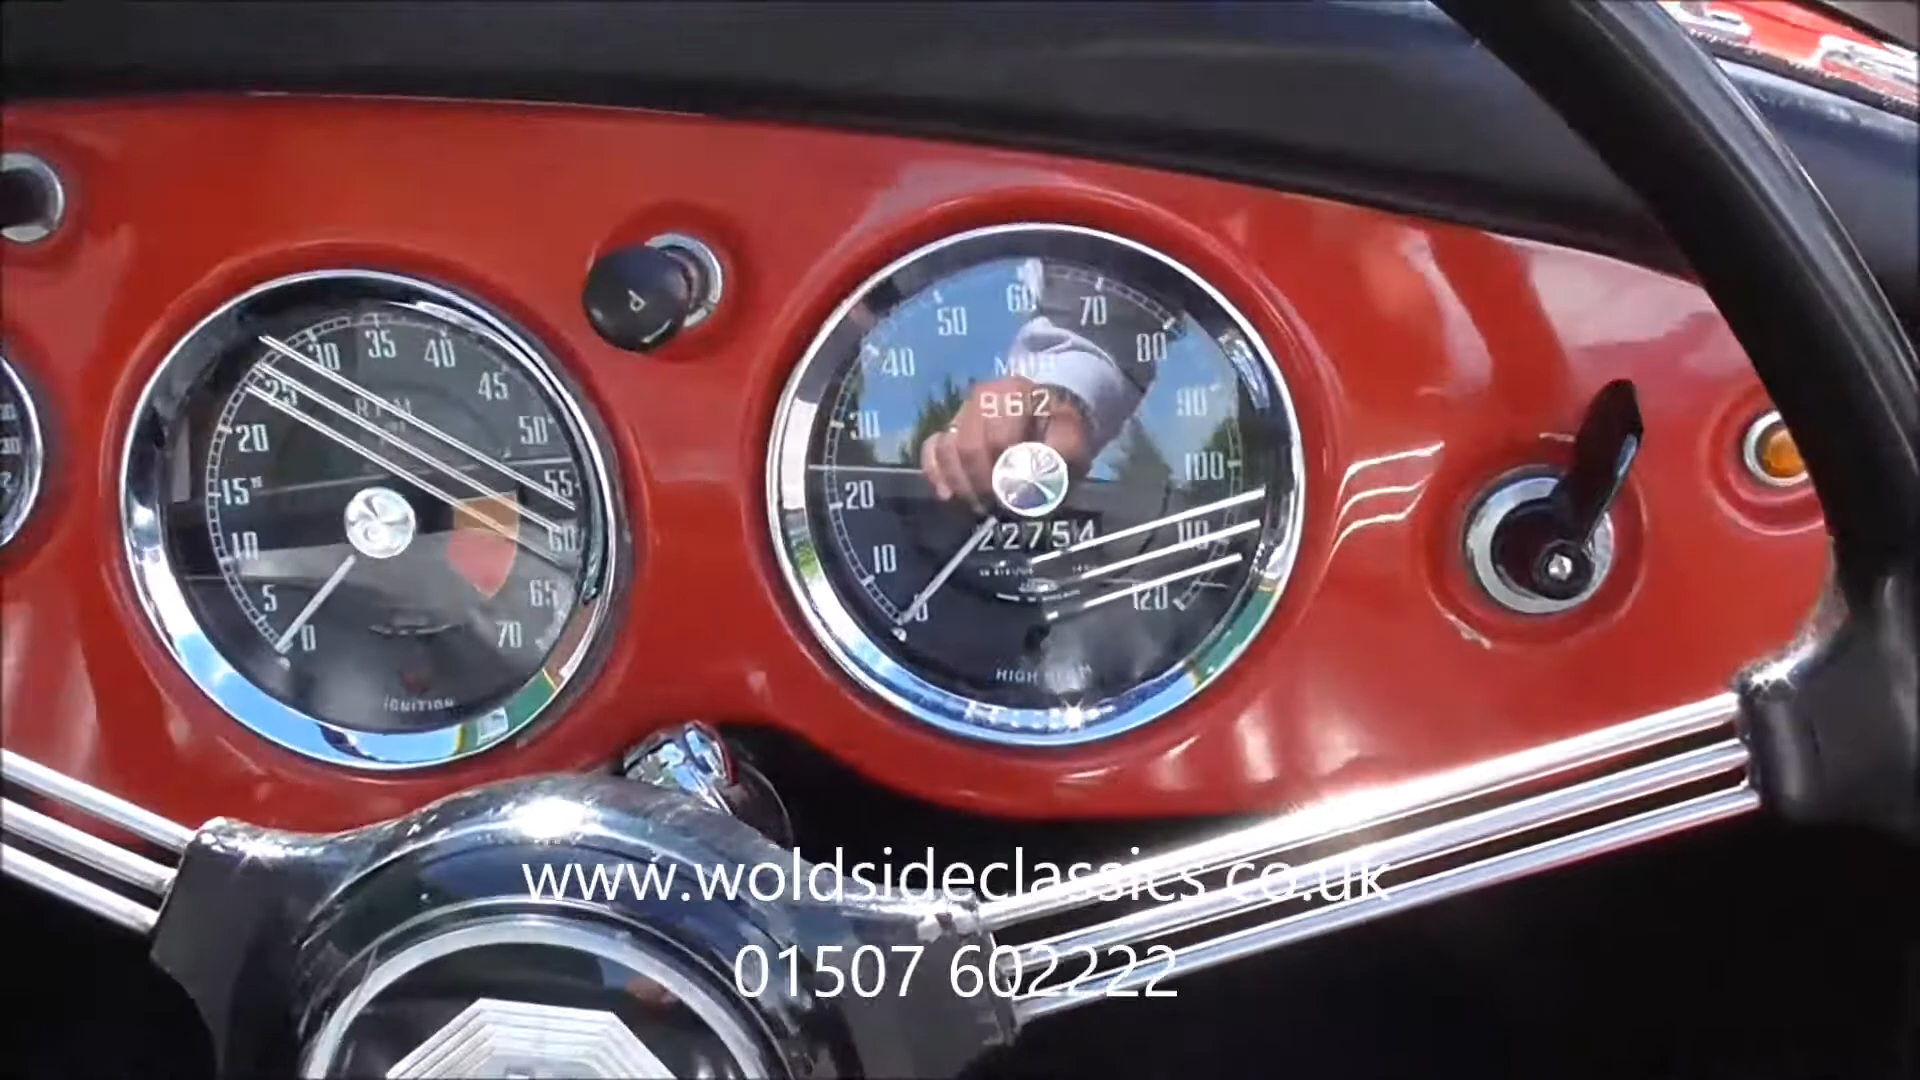 30 35 40
25 45
R.P.M
20 50
15 55
10 60
5 65
0 70
IGNITION
50 60 70
40 80
MPH
962
30 90
20 100
22754
10 110
0 120
HIGH BEAM
www.woldsideclassics.co.uk
01507 602222